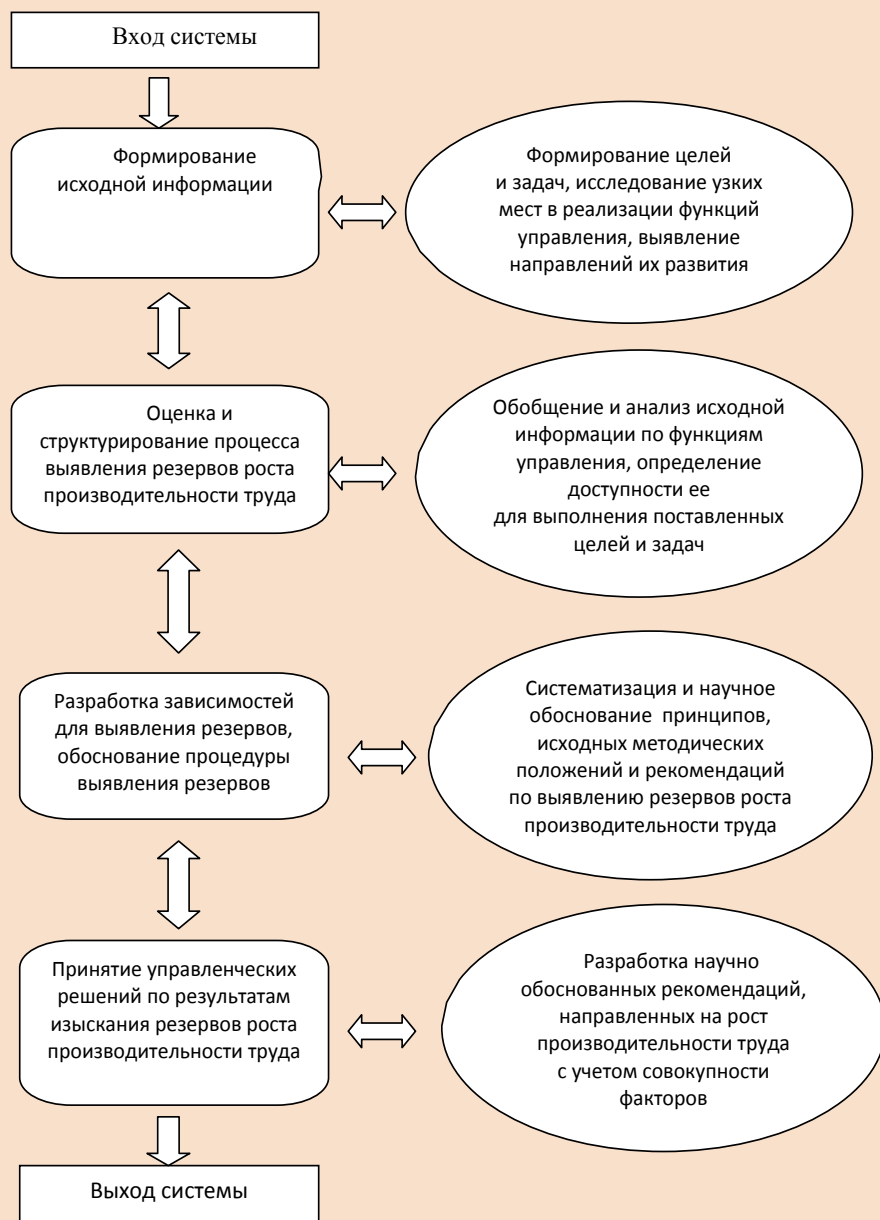 Вход системы
Формирование
исходной информации
Формирование целей
и задач, исследование узких
мест в реализации функций
управления, выявление
направлений их развития
Оценка и
структурирование процесса
выявления резервов роста
производительности труда
Обобщение и анализ исходной
информации по функциям
управления, определение
доступности ее
для выполнения поставленных
целей и задач
Разработка зависимостей
для выявления резервов,
обоснование процедуры
выявления резервов
Систематизация и научное
обоснование принципов,
исходных методических
положений и рекомендаций
по выявлению резервов роста
производительности труда
Принятие управленческих
решений по результатам
изыскания резервов роста
производительности труда
Разработка научно
обоснованных рекомендаций,
направленных на рост
производительности труда
с учетом совокупности
факторов
Выход системы